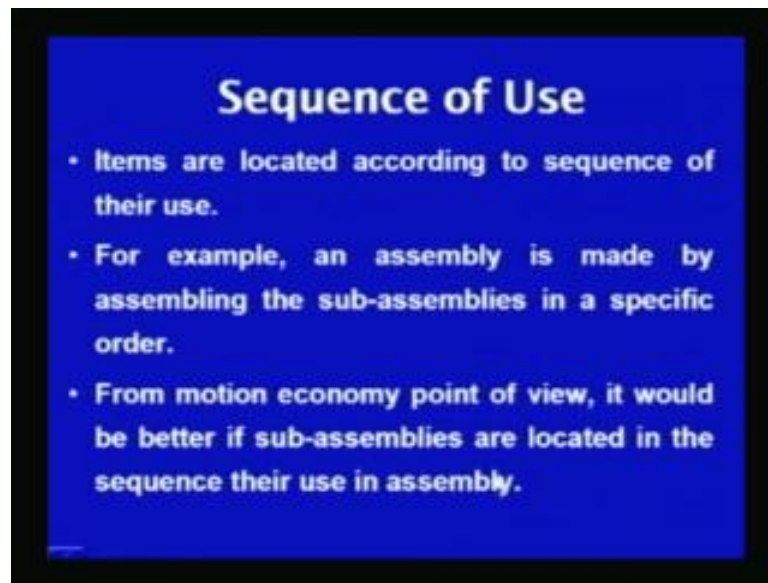 Sequence of Use
• Items are located according to sequence of
their use.
• For example, an assembly is made by
assembling the sub-assemblies in a specific
order.
• From motion economy point of view, it would
be better if sub-assemblies are located in the
sequence their use in assembly.